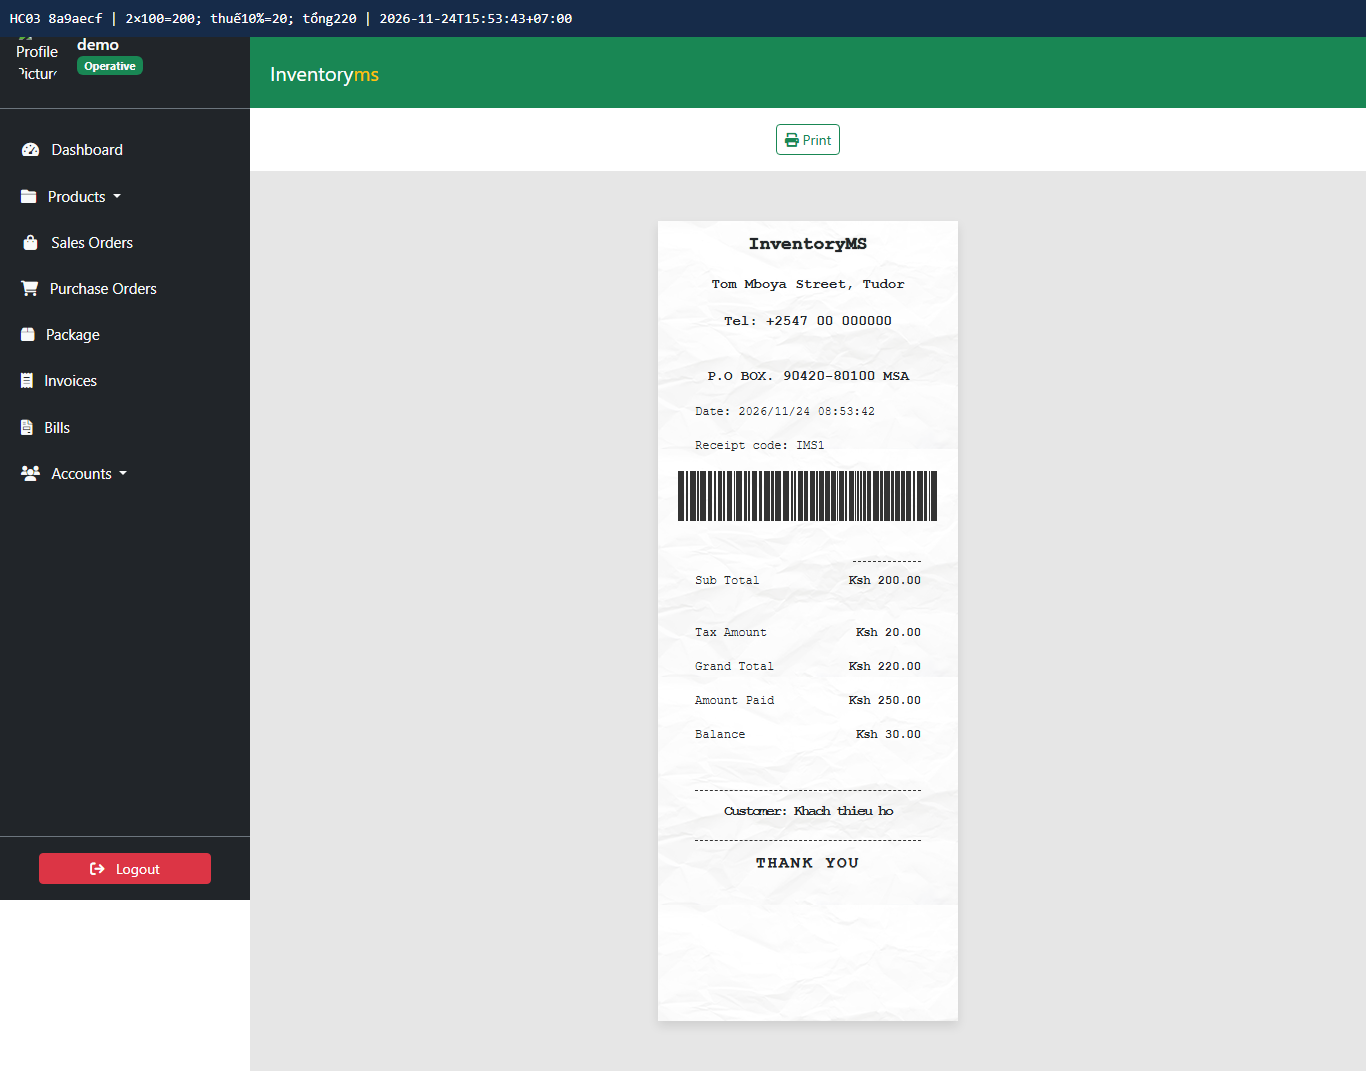 HC03 8a9aecf | 2×100=200; thuế10%=20; tổng220 | 2026-11-24T15:53:43+07:00
Profile
Pictur
demo
Operative
Inventoryms
Print
Dashboard
Products
Sales Orders
Purchase Orders
Package
Invoices
Bills
Accounts
Logout
InventoryMS
Tom Mboya Street, Tudor
Tel: +2547 00 000000
P.O BOX. 90420-80100 MSA
Date: 2026/11/24 08:53:42
Receipt code: IMS1
Sub Total Ksh 200.00
Tax Amount Ksh 20.00
Grand Total Ksh 220.00
Amount Paid Ksh 250.00
Balance Ksh 30.00
Customer: Khach thieu ho
THANK YOU